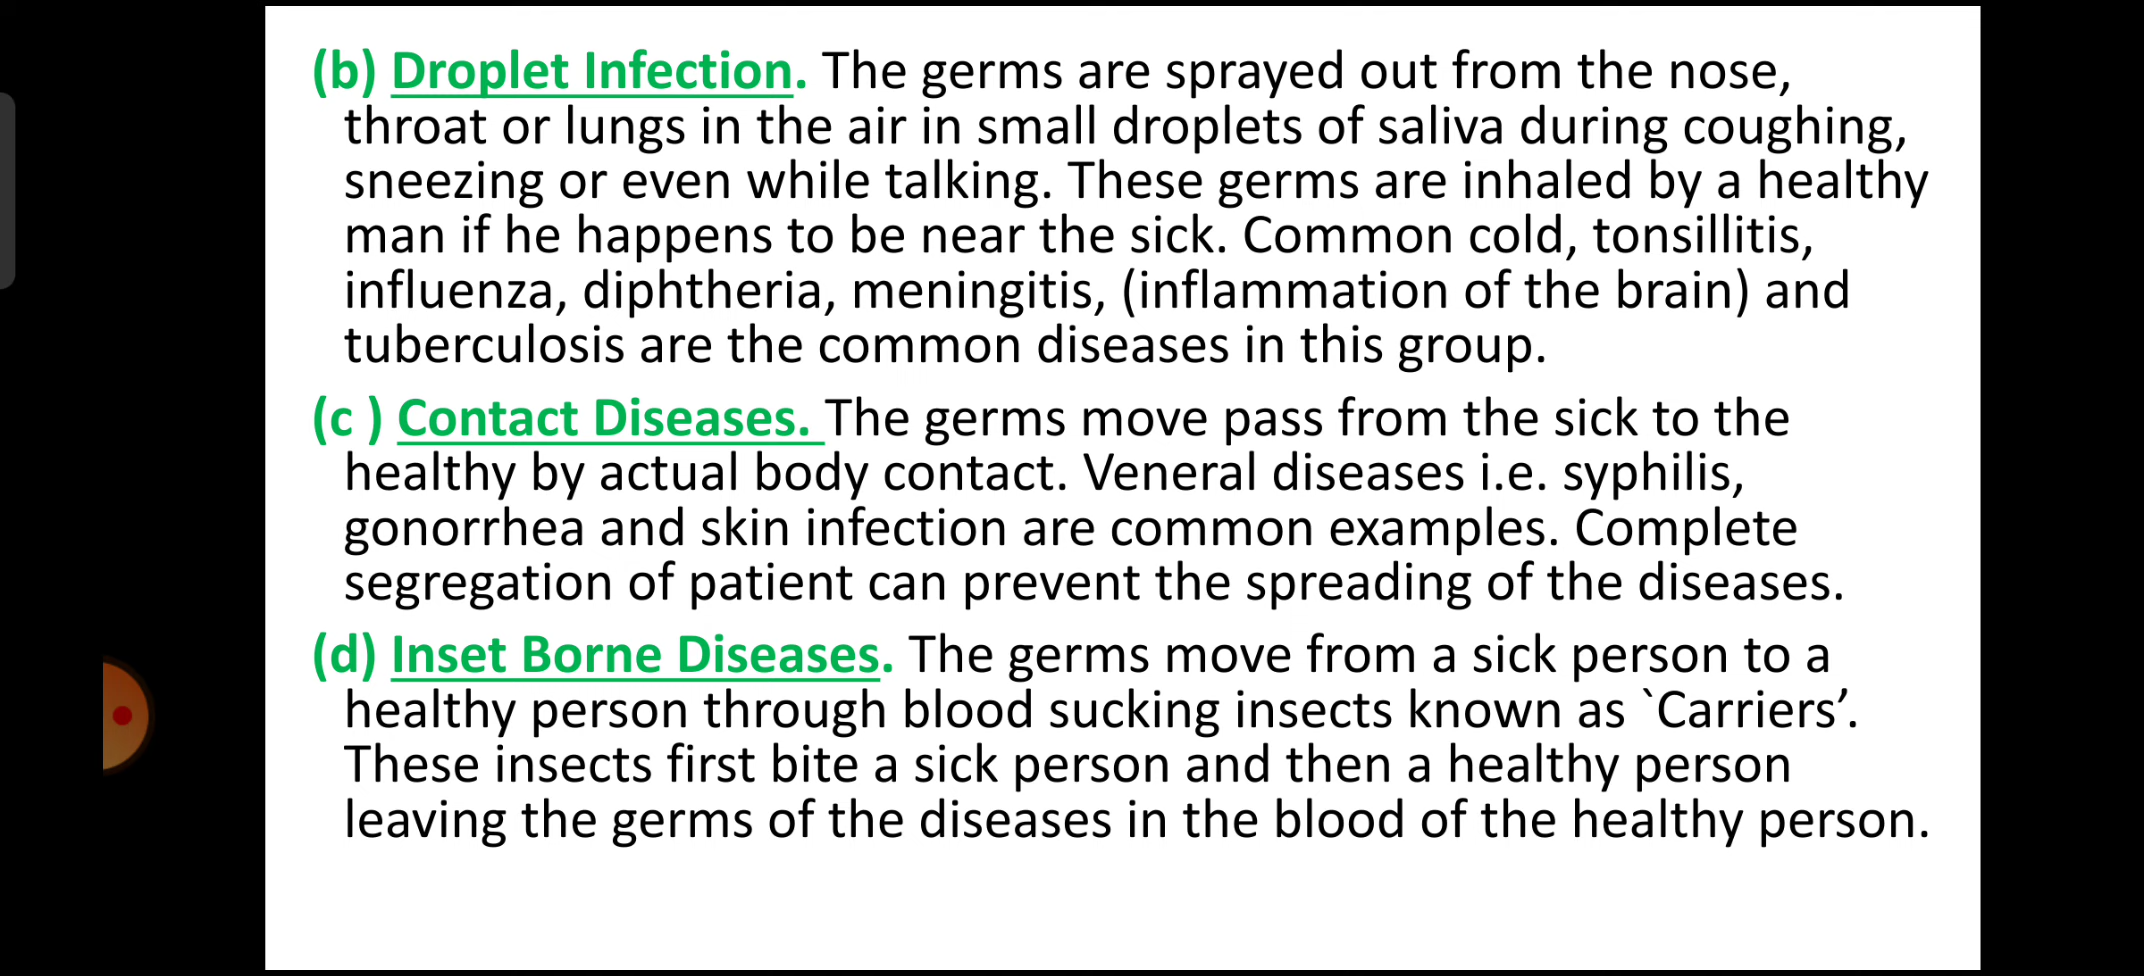 (b) Droplet Infection. The germs are sprayed out from the nose,
throat or lungs in the air in small droplets of saliva during coughing,
sneezing or even while talking. These germs are inhaled by a healthy
man if he happens to be near the sick. Common cold, tonsillitis,
influenza, diphtheria, meningitis, (inflammation of the brain) and
tuberculosis are the common diseases in this group.
(c ) Contact Diseases. The germs move pass from the sick to the
healthy by actual body contact. Veneral diseases i.e. syphilis,
gonorrhea and skin infection are common examples. Complete
segregation of patient can prevent the spreading of the diseases.
(d) Inset Borne Diseases. The germs move from a sick person to a
healthy person through blood sucking insects known as `Carriers’.
These insects first bite a sick person and then a healthy person
leaving the germs of the diseases in the blood of the healthy person.